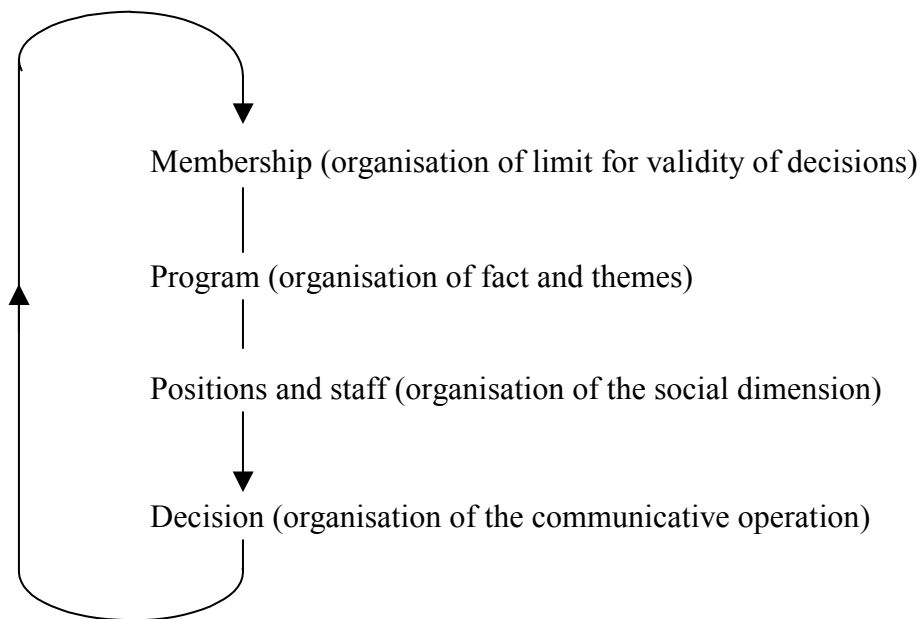 Membership (organisation of limit for validity of decisions)
Program (organisation of fact and themes)
Positions and staff (organisation of the social dimension)
Decision (organisation of the communicative operation)